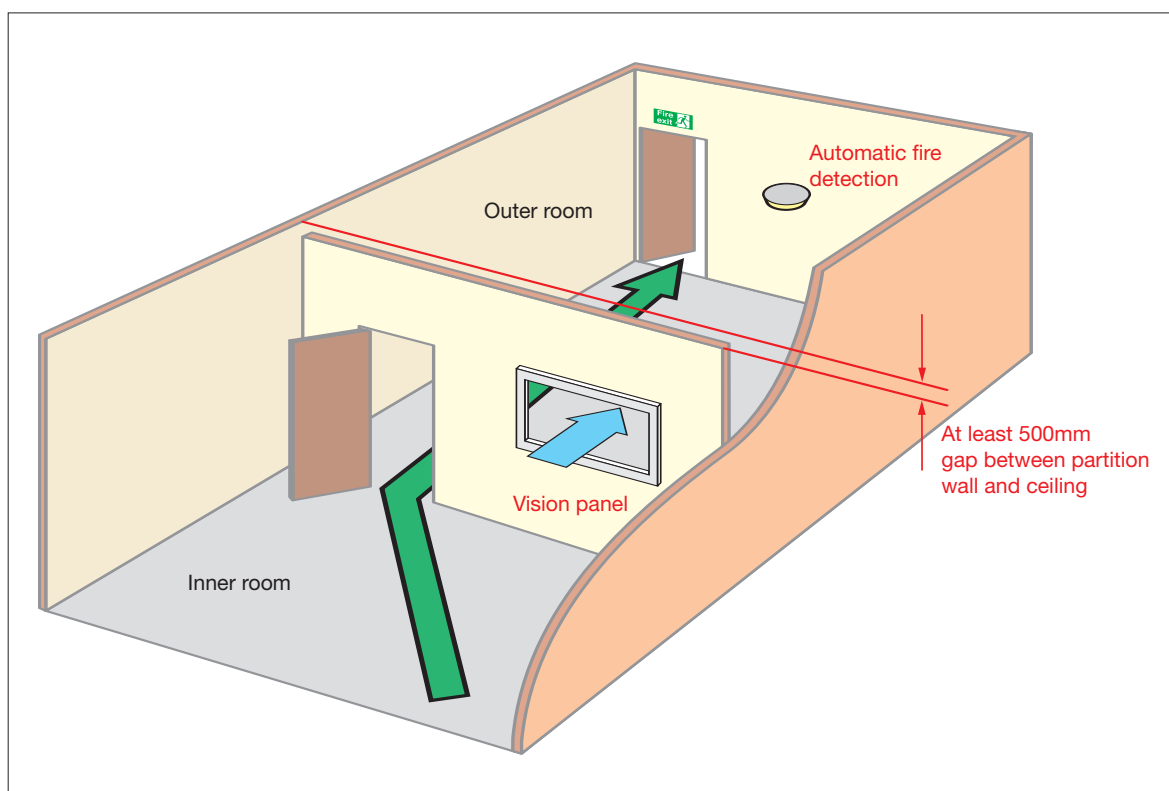 Fire
exit
Automatic fire
detection
Outer room
At least 500mm
gap between partition
wall and ceiling
Vision panel
Inner room